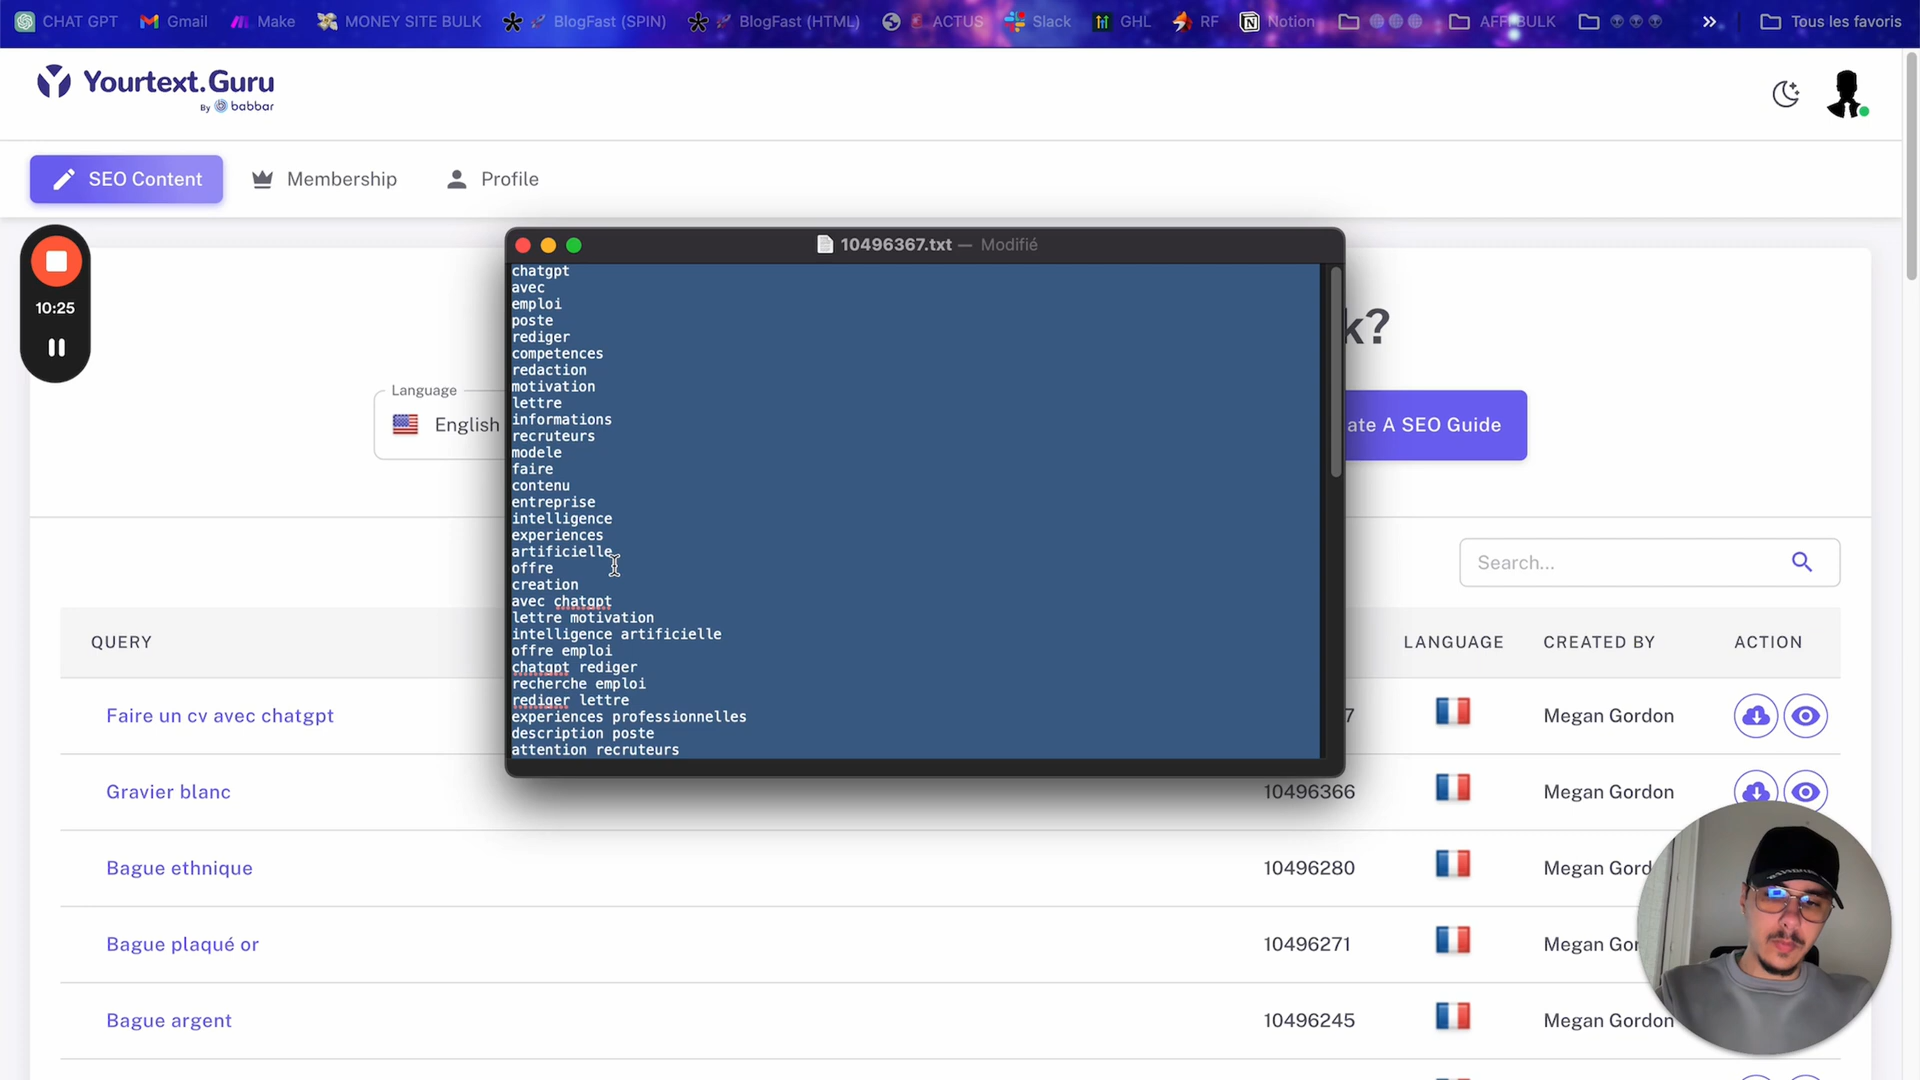 CHAT GPT
Gmail
Make
MONEY SITE BULK
BlogFast (SPIN)
BlogFast (HTML)
ACTUS
Slack
GHL
RF
Notion
AFF BULK
Tous les favoris
Yourtext.Guru
By babbar
SEO Content
Membership
Profile
10:25
k?
Language
English
ate A SEO Guide
10496367.txt — Modifié
chatgpt
avec
emploi
poste
rediger
competences
redaction
motivation
lettre
informations
recruteurs
modele
faire
contenu
entreprise
intelligence
experiences
artificielle
offre
creation
avec chatgpt
lettre motivation
intelligence artificielle
offre emploi
chatgpt rediger
recherche emploi
rediger lettre
experiences professionnelles
description poste
attention recruteurs
Search...
QUERY
LANGUAGE
CREATED BY
ACTION
Faire un cv avec chatgpt
7
Megan Gordon
Gravier blanc
10496366
Megan Gordon
Bague ethnique
10496280
Megan Gord
Bague plaqué or
10496271
Megan Gor
Bague argent
10496245
Megan Gordon